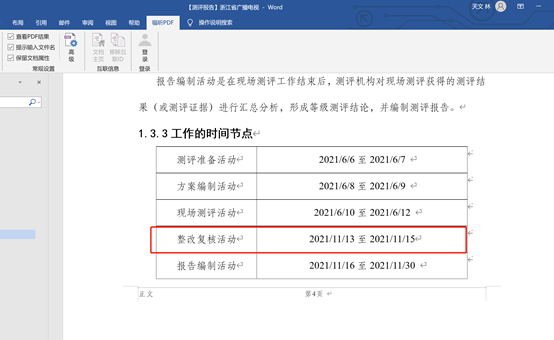 【测评报告】浙江省广播电视 - Word
天文 林
布局 引用 邮件 审阅 视图 帮助 福昕PDF 操作说明搜索
查看PDF结果
提示输入文件名
保留文档属性
高级
文档主页
排除互联ID
登录
常规设置
互联信息
登录
报告编制活动是在现场测评工作结束后，测评机构对现场测评获得的测评结
果（或测评证据）进行汇总分析，形成等级测评结论，并编制测评报告。
1.3.3 工作的时间节点
测评准备活动 2021/6/6 至 2021/6/7
方案编制活动 2021/6/8 至 2021/6/9
现场测评活动 2021/6/10 至 2021/6/12
整改复核活动 2021/11/13 至 2021/11/15
报告编制活动 2021/11/16 至 2021/11/30
正文 第4页